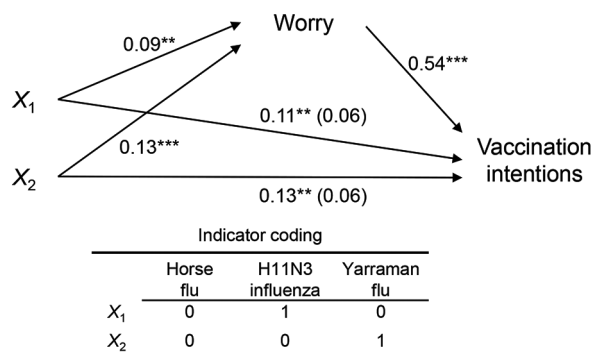 Worry
0.09**
0.54***
X1
0.11** (0.06)
0.13***
Vaccination
intentions
X2
0.13** (0.06)
Indicator coding
Horse flu H11N3 influenza Yarraman flu
X1 0 1 0
X2 0 0 1